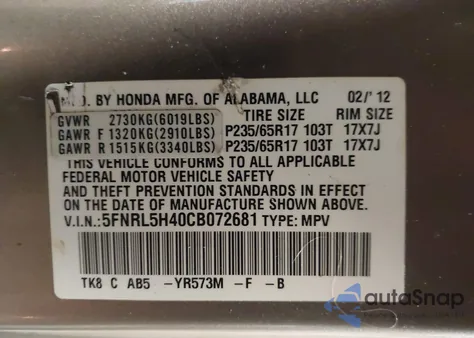 BY HONDA MFG. OF ALABAMA, LLC 02/'12
TIRE SIZE RIM SIZE
GVWR 2730KG(6019LBS)
GAWR F 1320KG(2910LBS) P235/65R17 103T 17X7J
GAWR R 1515KG(3340LBS) P235/65R17 103T 17X7J
THIS VEHICLE CONFORMS TO ALL APPLICABLE
FEDERAL MOTOR VEHICLE SAFETY
AND THEFT PREVENTION STANDARDS IN EFFECT
ON THE DATE OF MANUFACTURE SHOWN ABOVE.
V.I.N.:5FNRL5H40CB072681 TYPE: MPV
TK8 C AB5 -YR573M -F -B
autoSnap